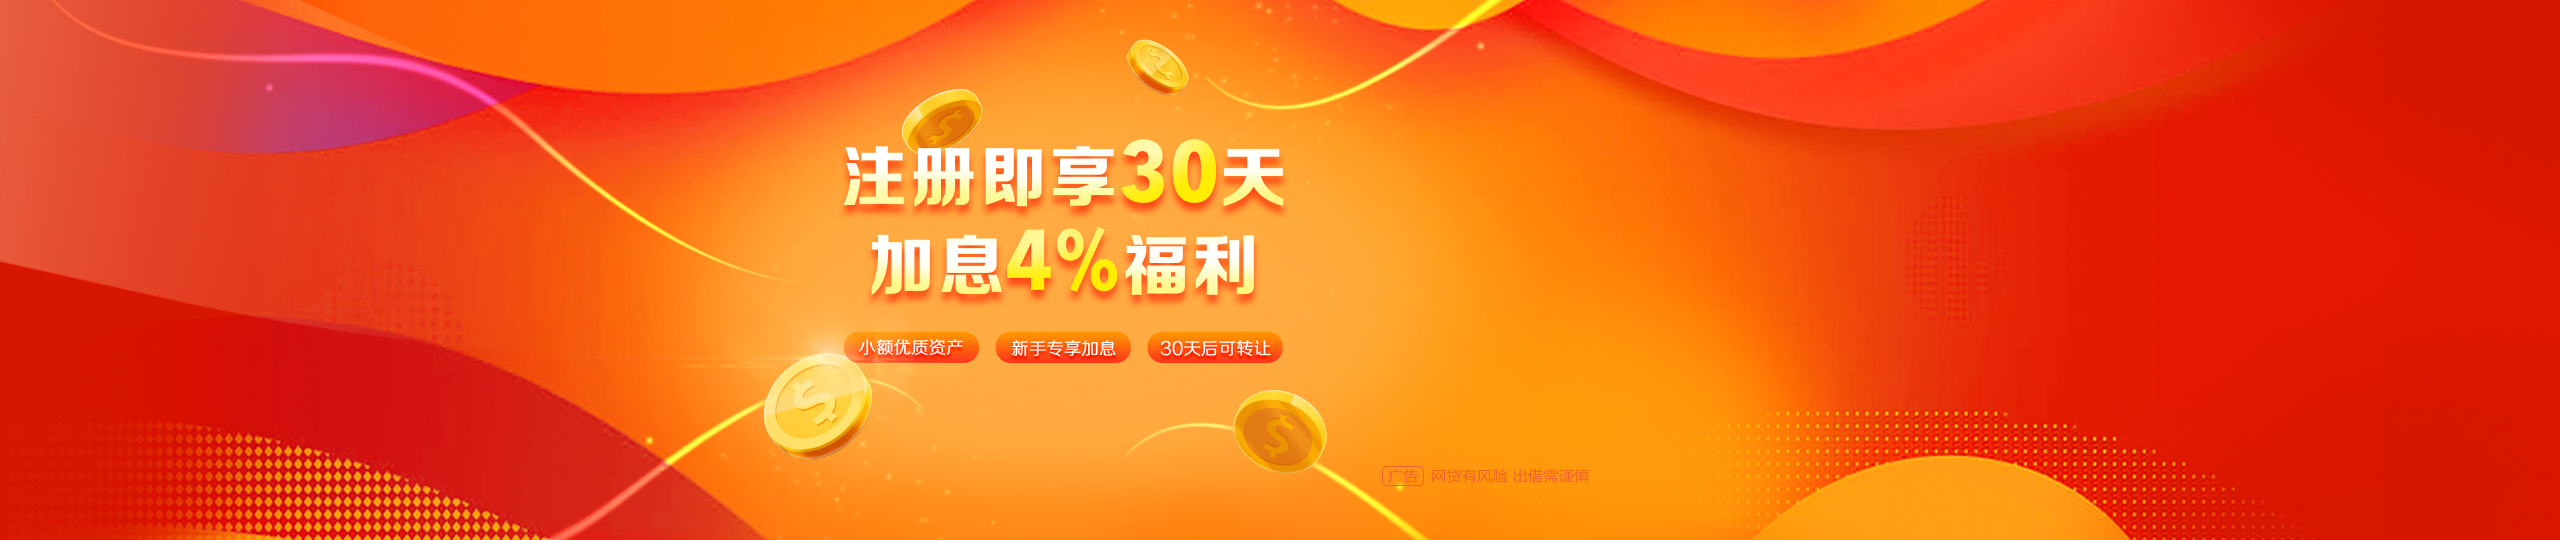 注册即享30天
加息4%福利
小额优质资产 新手专享加息 30天后可转让
广告 网贷有风险 出借需谨慎